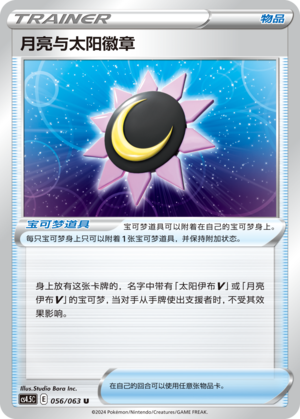 TRAINER 物品
月亮与太阳徽章
宝可梦道具 宝可梦道具可以附着在自己的宝可梦身上。
每只宝可梦身上只可以附着1张宝可梦道具，并保持附加状态。
身上放有这张卡牌的，名字中带有「太阳伊布V」或「月亮
伊布V」的宝可梦，当对手从手牌使出支援者时，不受其效
果影响。
Illus.Studio Bora Inc.
CS4.5C E 056/063 U
在自己的回合可以使用任意张物品卡。
©2024 Pokémon/Nintendo/Creatures/GAME FREAK.